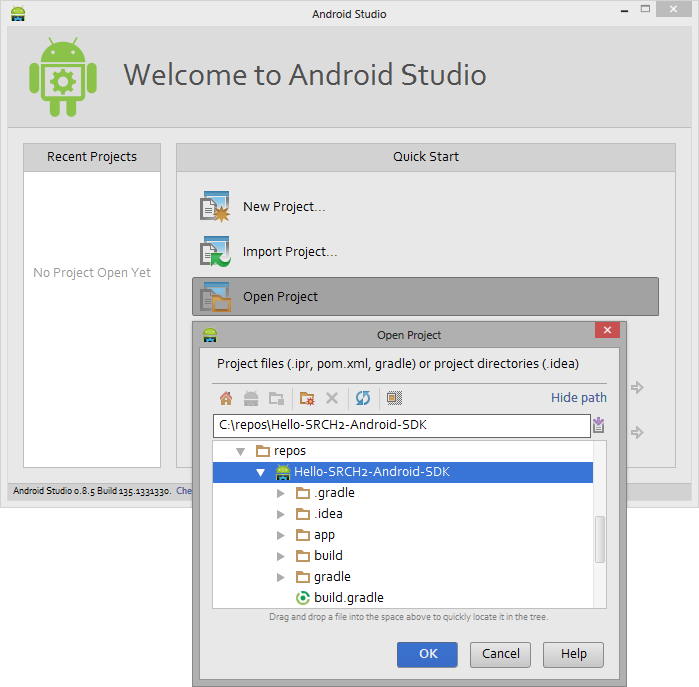 Android Studio
Welcome to Android Studio
Recent Projects
No Project Open Yet
Quick Start
New Project...
Import Project...
Open Project
Android Studio 0.8.5 Build 135.1331330. Che
Open Project
Project files (.ipr, pom.xml, gradle) or project directories (.idea)
Hide path
C:\repos\Hello-SRCH2-Android-SDK
repos
Hello-SRCH2-Android-SDK
.gradle
.idea
app
build
gradle
build.gradle
Drag and drop a file into the space above to quickly locate it in the tree.
OK Cancel Help